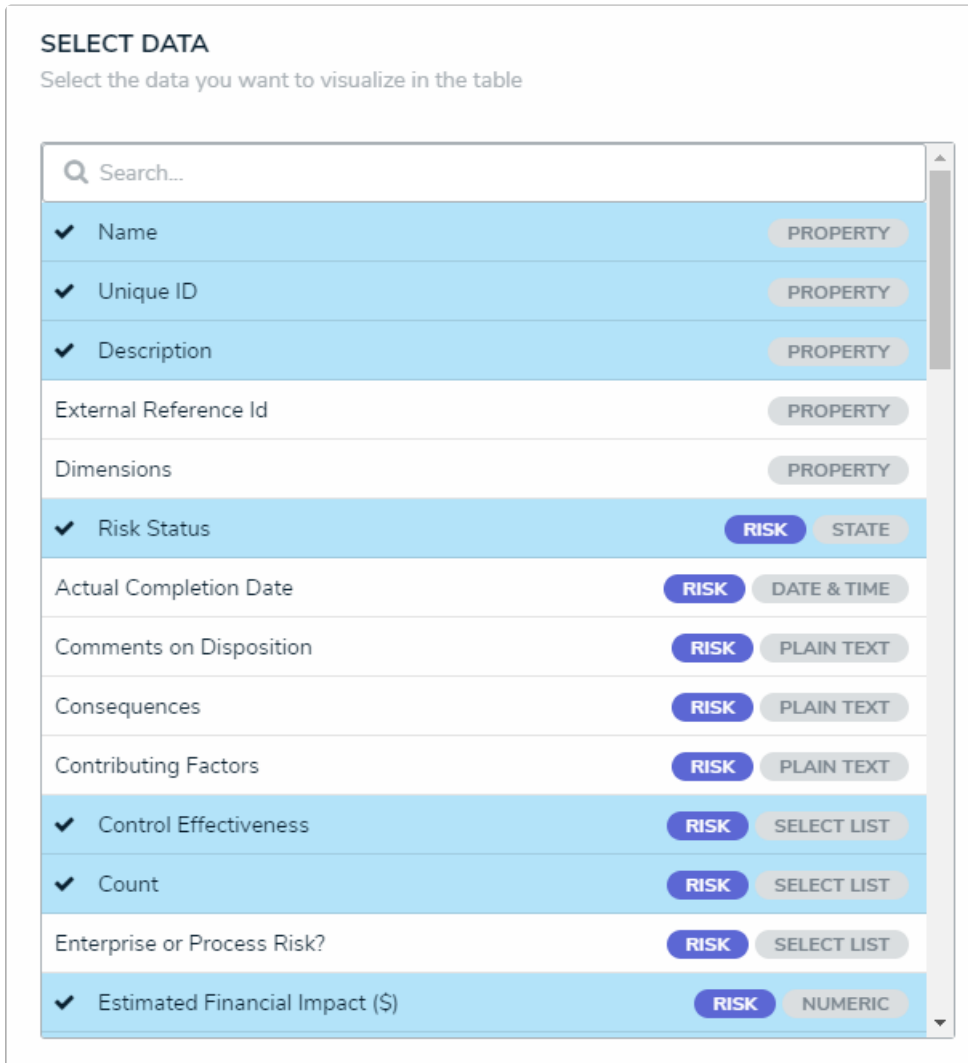 SELECT DATA
Select the data you want to visualize in the table
Search...
Name PROPERTY
Unique ID PROPERTY
Description PROPERTY
External Reference Id PROPERTY
Dimensions PROPERTY
Risk Status RISK STATE
Actual Completion Date RISK DATE & TIME
Comments on Disposition RISK PLAIN TEXT
Consequences RISK PLAIN TEXT
Contributing Factors RISK PLAIN TEXT
Control Effectiveness RISK SELECT LIST
Count RISK SELECT LIST
Enterprise or Process Risk? RISK SELECT LIST
Estimated Financial Impact ($) RISK NUMERIC